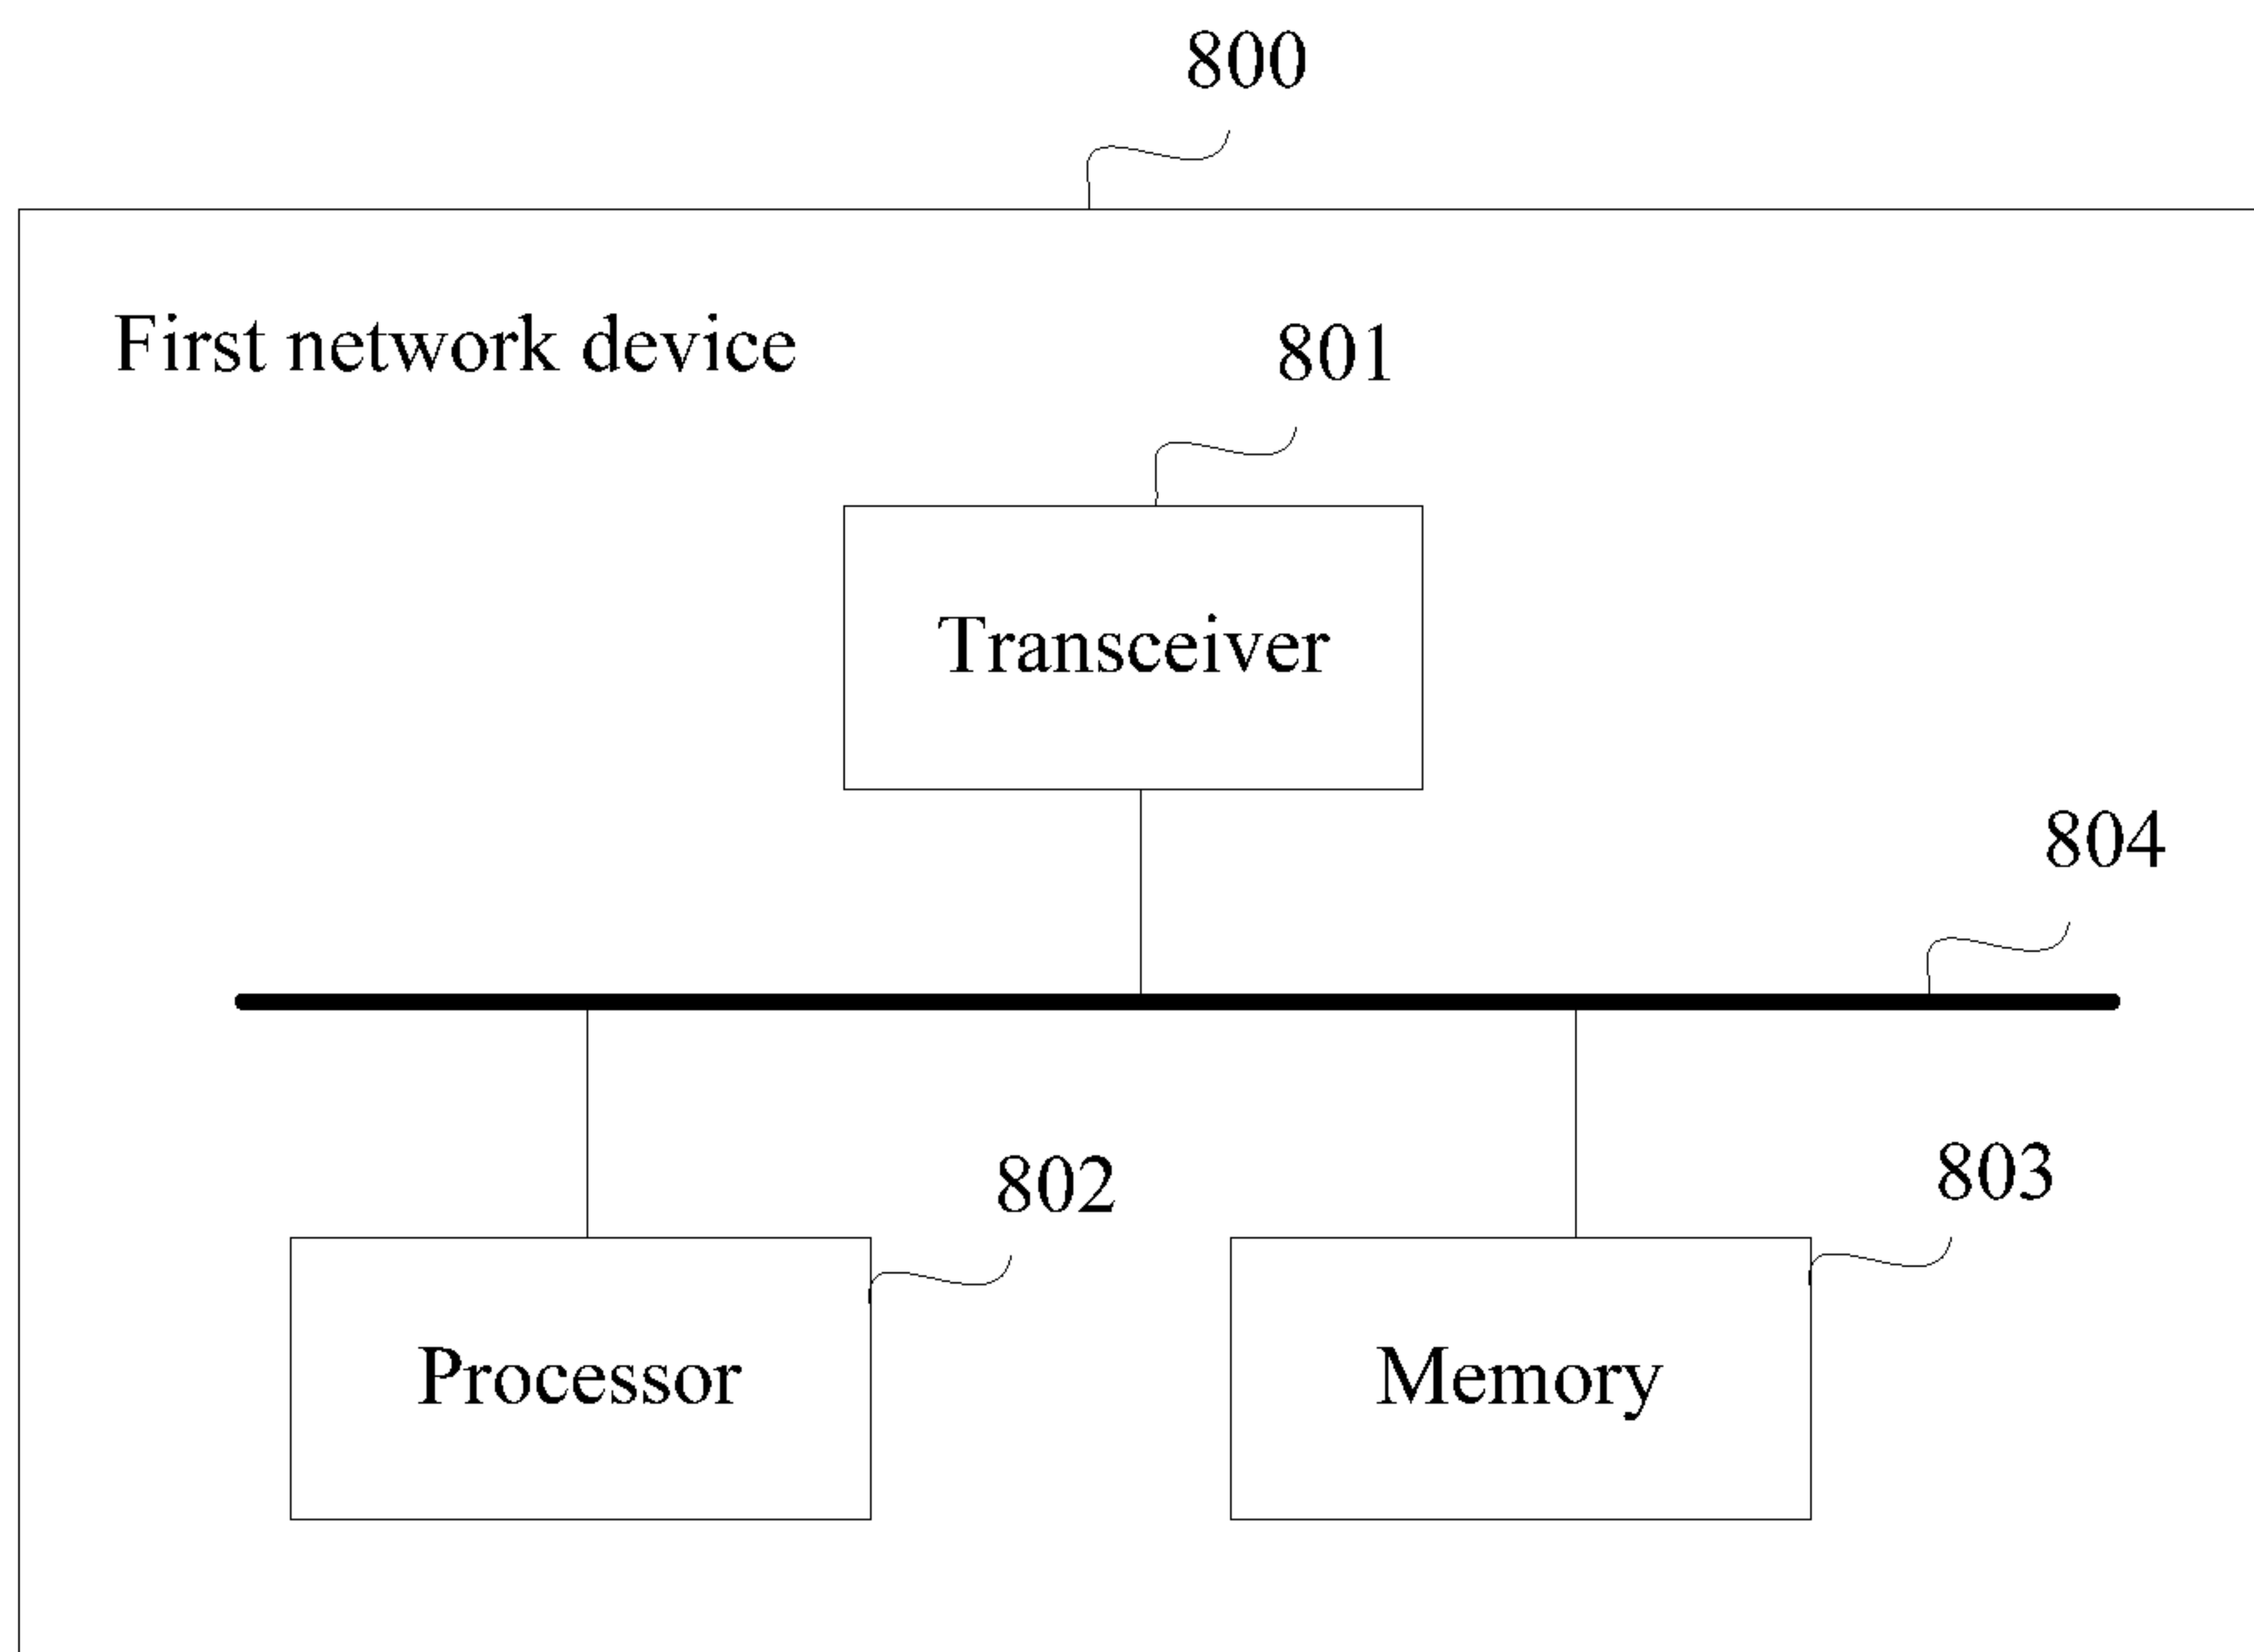 800
First network device
801
Transceiver
804
802
803
Processor
Memory